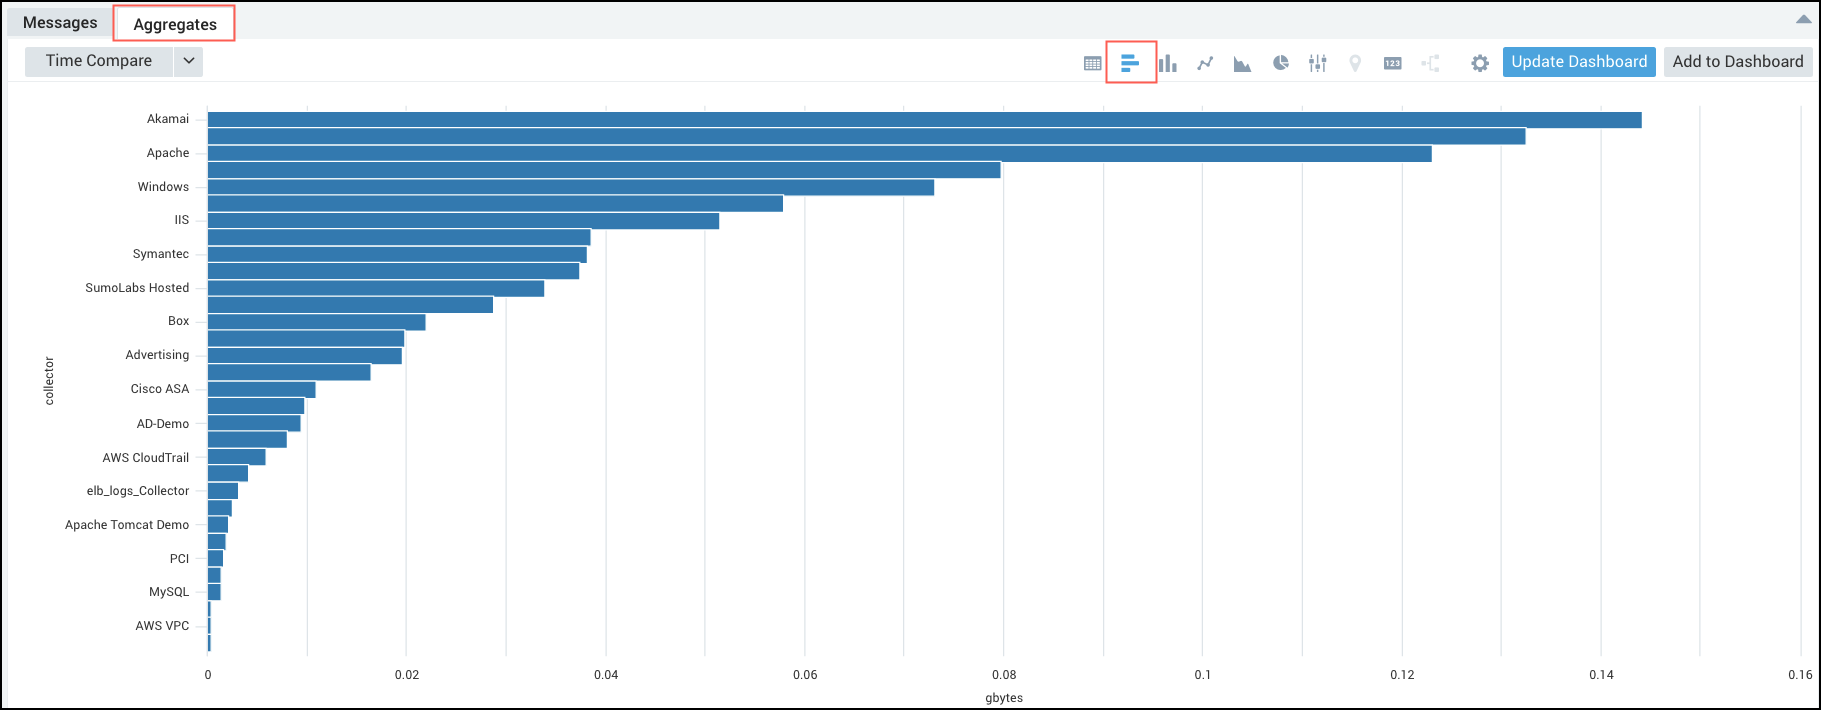 Messages
Aggregates
Time Compare
123
Update Dashboard
Add to Dashboard
Akamai
Apache
Windows
IIS
Symantec
SumoLabs Hosted
Box
Advertising
Cisco ASA
AD-Demo
AWS CloudTrail
elb_logs_Collector
Apache Tomcat Demo
PCI
MySQL
AWS VPC
collector
0 0.02 0.04 0.06 0.08 0.1 0.12 0.14 0.16
gbytes